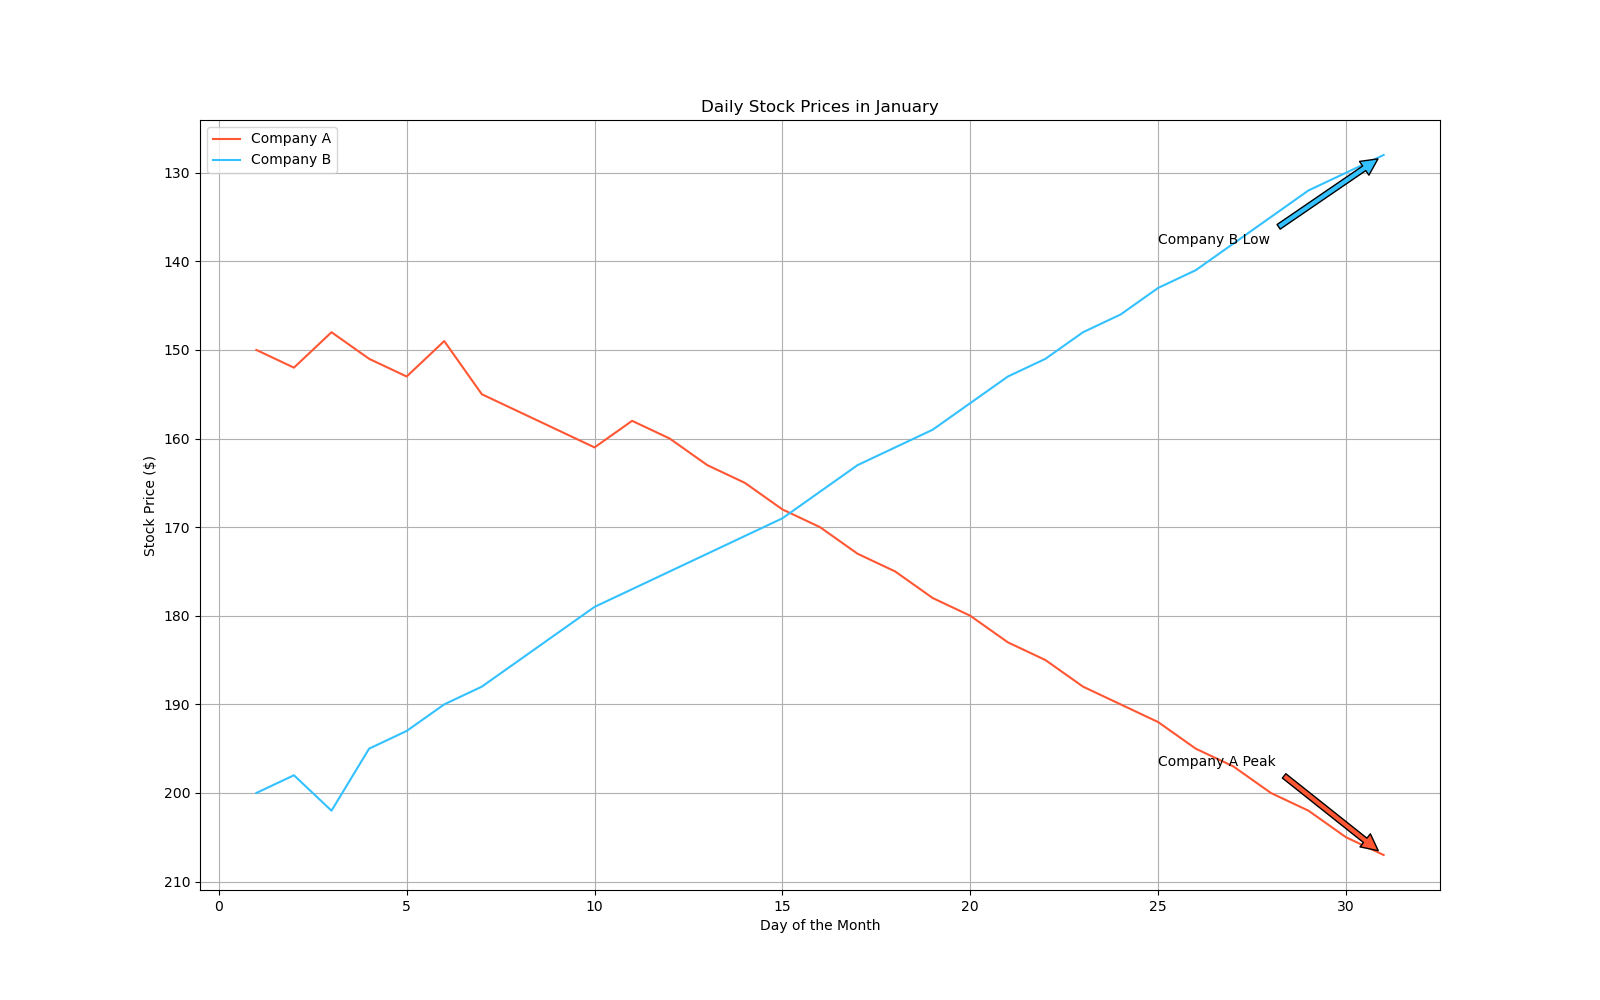 Daily Stock Prices in January
Company A
Company B
130
140
150
160
170
180
190
200
210
Stock Price ($)
Company B Low
Company A Peak
0 5 10 15 20 25 30
Day of the Month